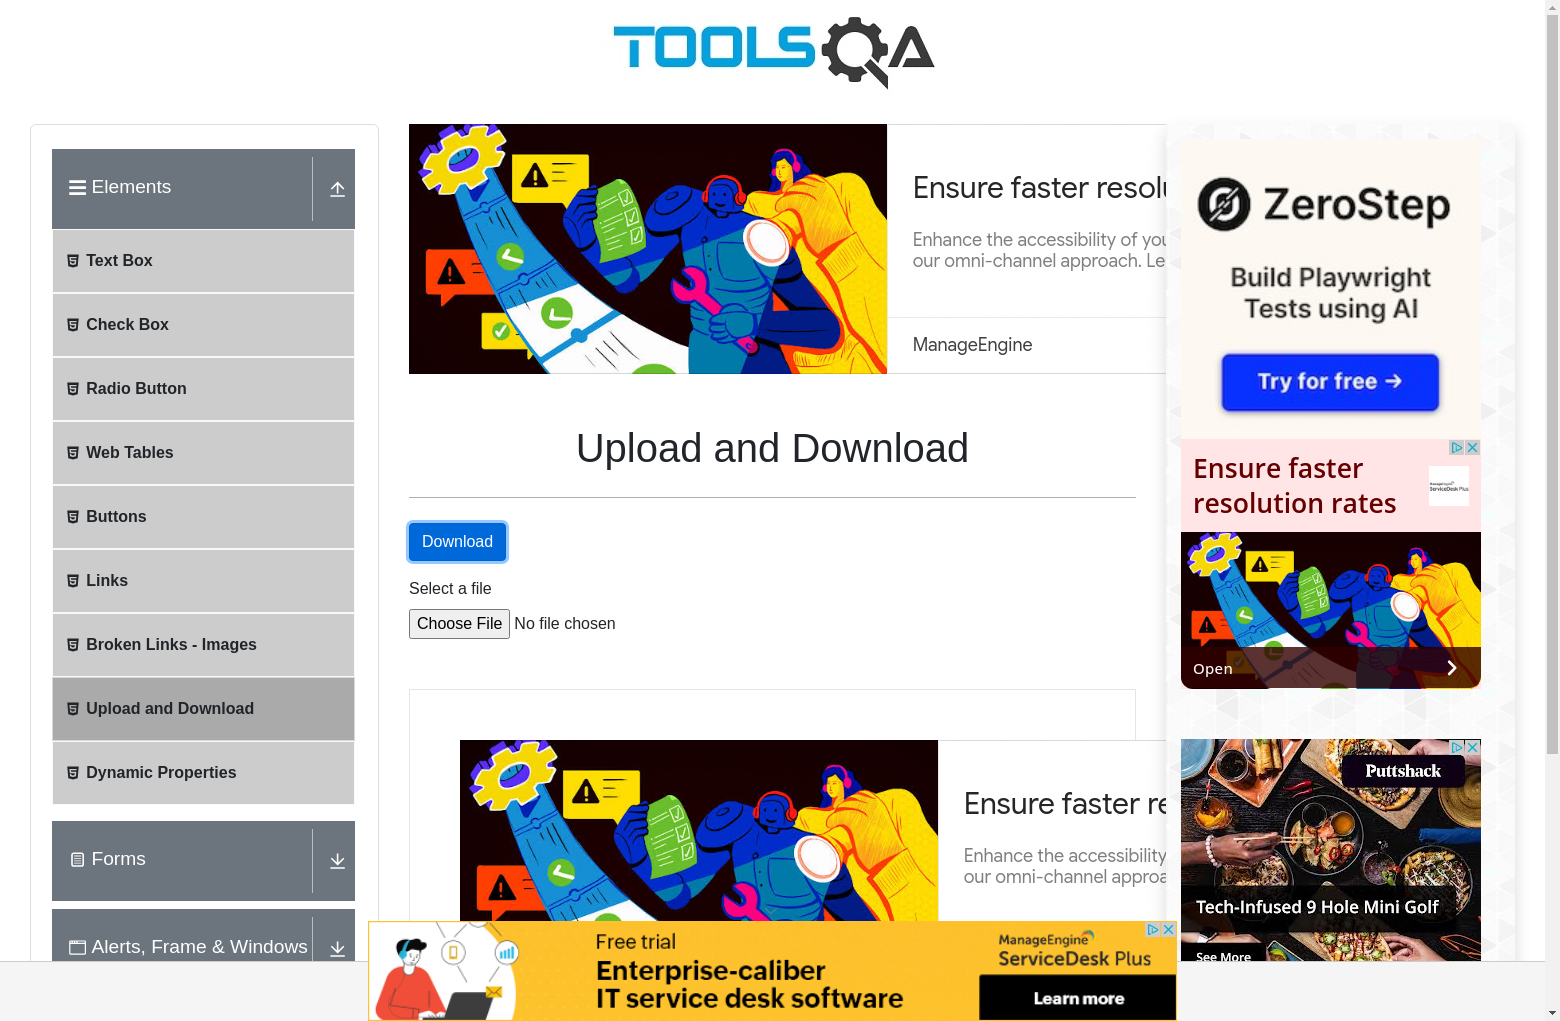 TOOLSQA
Elements
Text Box
Check Box
Radio Button
Web Tables
Buttons
Links
Broken Links - Images
Upload and Download
Dynamic Properties
Forms
Alerts, Frame & Windows
Ensure faster resolu
Enhance the accessibility of you
our omni-channel approach. Le
ManageEngine
Upload and Download
Download
Select a file
Choose File No file chosen
Ensure faster re
Enhance the accessibility
our omni-channel approa
ZeroStep
Build Playwright
Tests using AI
Try for free →
Ensure faster
resolution rates
ManageEngine
ServiceDesk Plus
Open
Puttshack
Tech-Infused 9 Hole Mini Golf
See More
Free trial
Enterprise-caliber
IT service desk software
ManageEngine
ServiceDesk Plus
Learn more